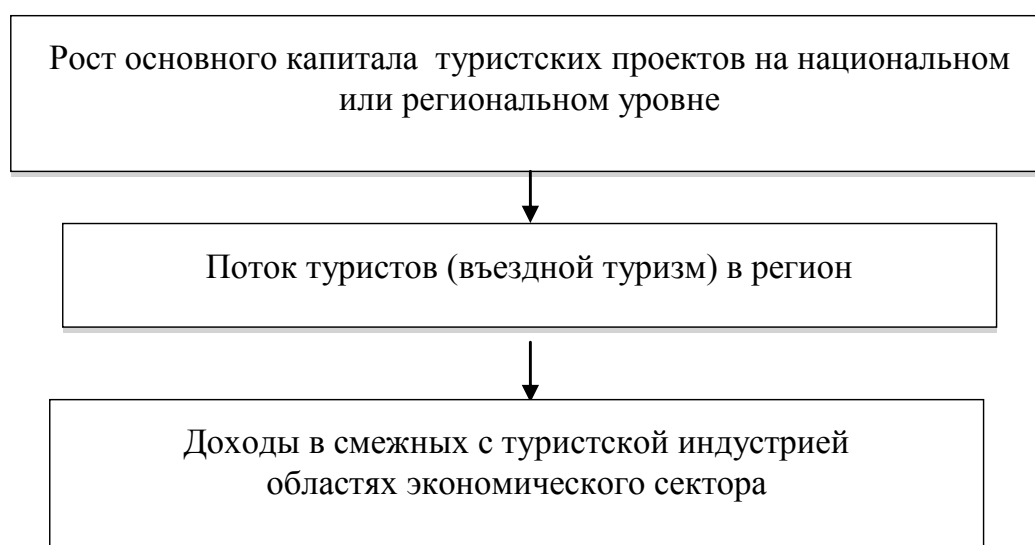 Рост основного капитала туристских проектов на национальном
или региональном уровне
Поток туристов (въездной туризм) в регион
Доходы в смежных с туристской индустрией
областях экономического сектора